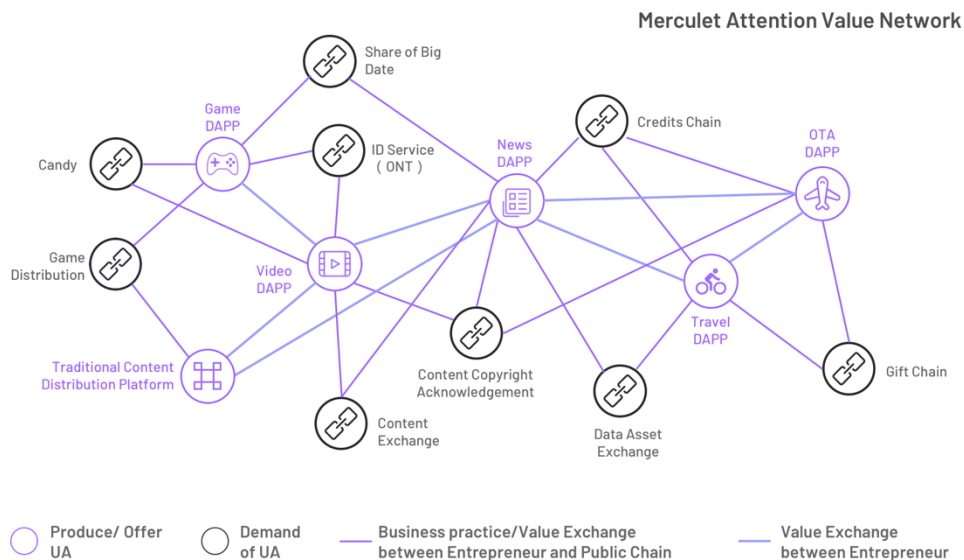 Merculet Attention Value Network
Share of Big
Date
Game
DAPP
Credits Chain
OTA
DAPP
News
DAPP
ID Service
( ONT )
Candy
Game
Distribution
Video
DAPP
Travel
DAPP
Traditional Content
Distribution Platform
Content Copyright
Acknowledgement
Gift Chain
Content
Exchange
Data Asset
Exchange
Produce/ Offer
UA
Demand
of UA
Business practice/Value Exchange
between Entrepreneur and Public Chain
Value Exchange
between Entrepreneur